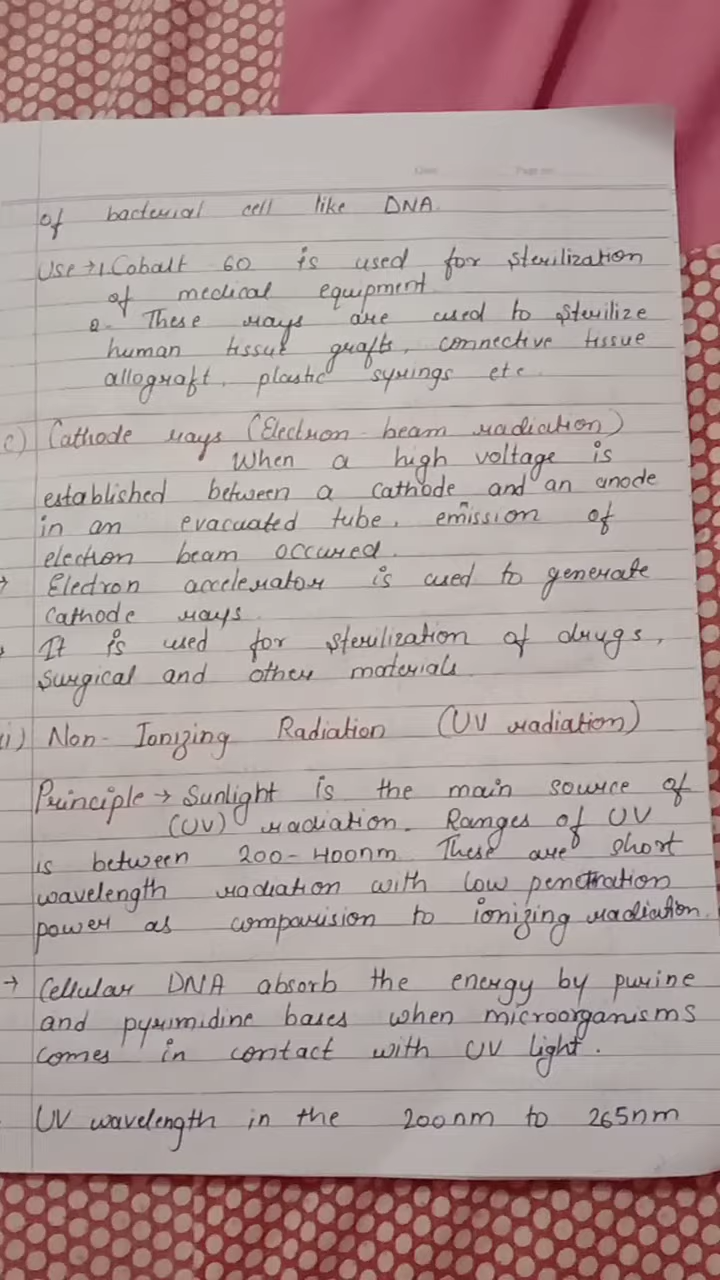 of bacterial cell like DNA.
Use → 1. Cobalt 60 is used for sterilization
of medical equipment.
2. These rays are used to sterilize
human tissue grafts, connective tissue
allograft, plastic syrings etc
c) Cathode rays (Electron-beam radiation)
When a high voltage is
established between a cathode and an anode
in an evacuated tube, emission of
electron beam occured.
→ Electron accelerator is used to generate
Cathode rays.
→ It is used for sterilization of drugs,
Surgical and other materials
ii) Non-Ionizing Radiation (UV radiation)
Principle → Sunlight is the main source of
(UV) radiation. Ranges of UV
is between 200-400nm These are short
wavelength radiation with low penetration
power as comparision to ionizing radiation.
→ Cellular DNA absorb the energy by purine
and pyrimidine bases when microorganisms
comes in contact with UV light.
UV wavelength in the 200nm to 265nm